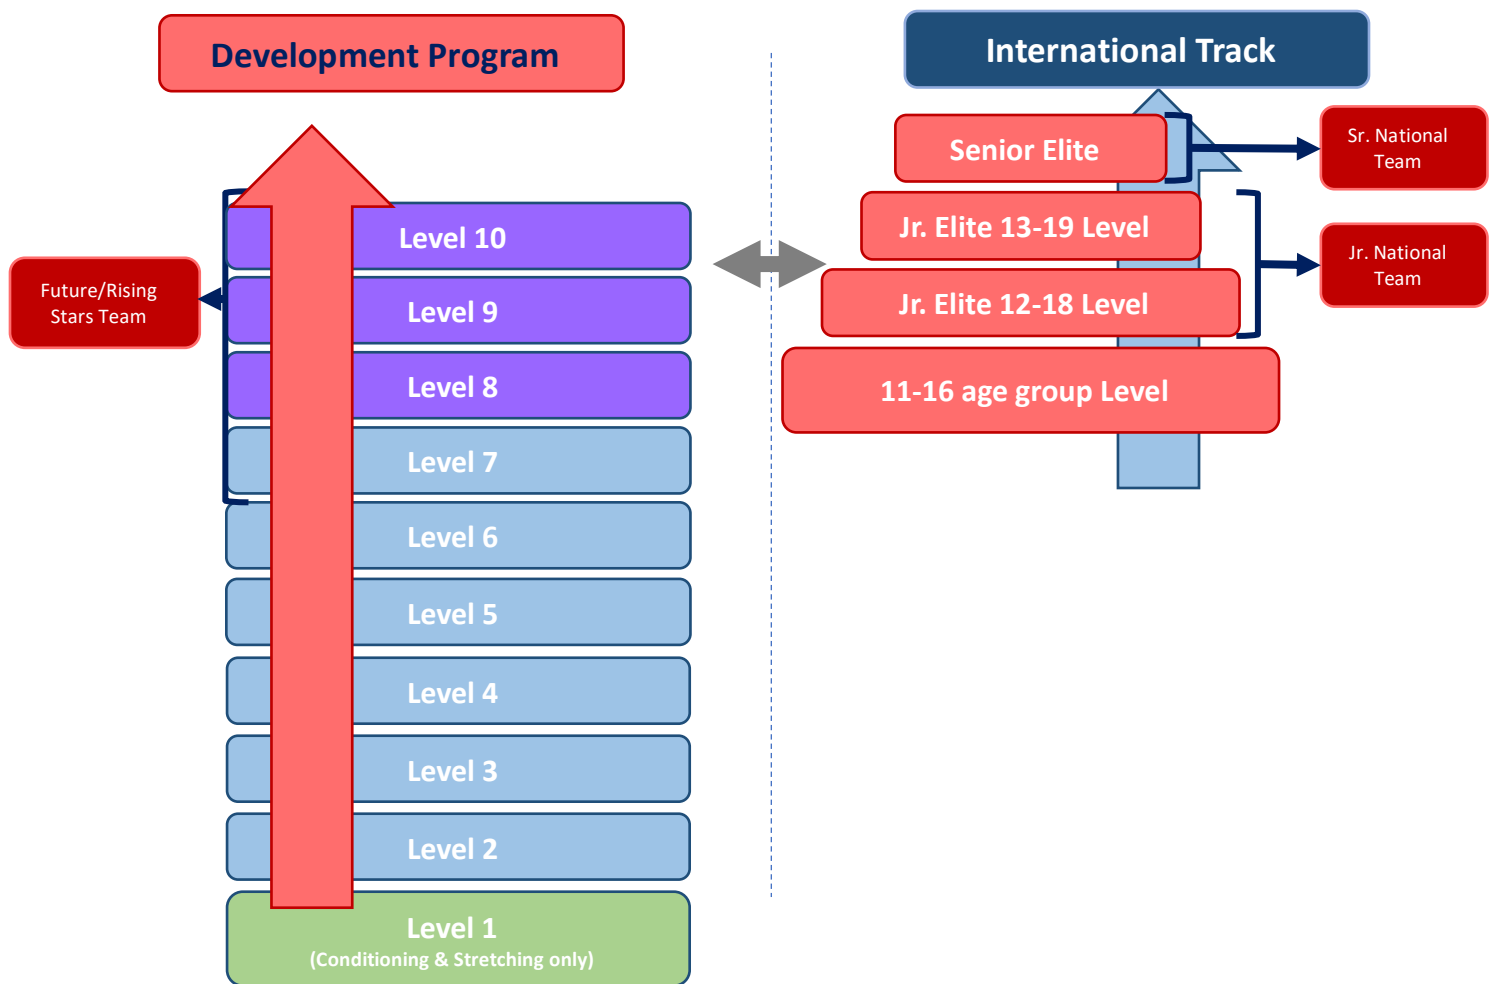 Development Program
Level 10
Level 9
Level 8
Level 7
Level 6
Level 5
Level 4
Level 3
Level 2
Level 1
(Conditioning & Stretching only)
Future/Rising
Stars Team
International Track
Senior Elite
Jr. Elite 13-19 Level
Jr. Elite 12-18 Level
11-16 age group Level
Sr. National
Team
Jr. National
Team